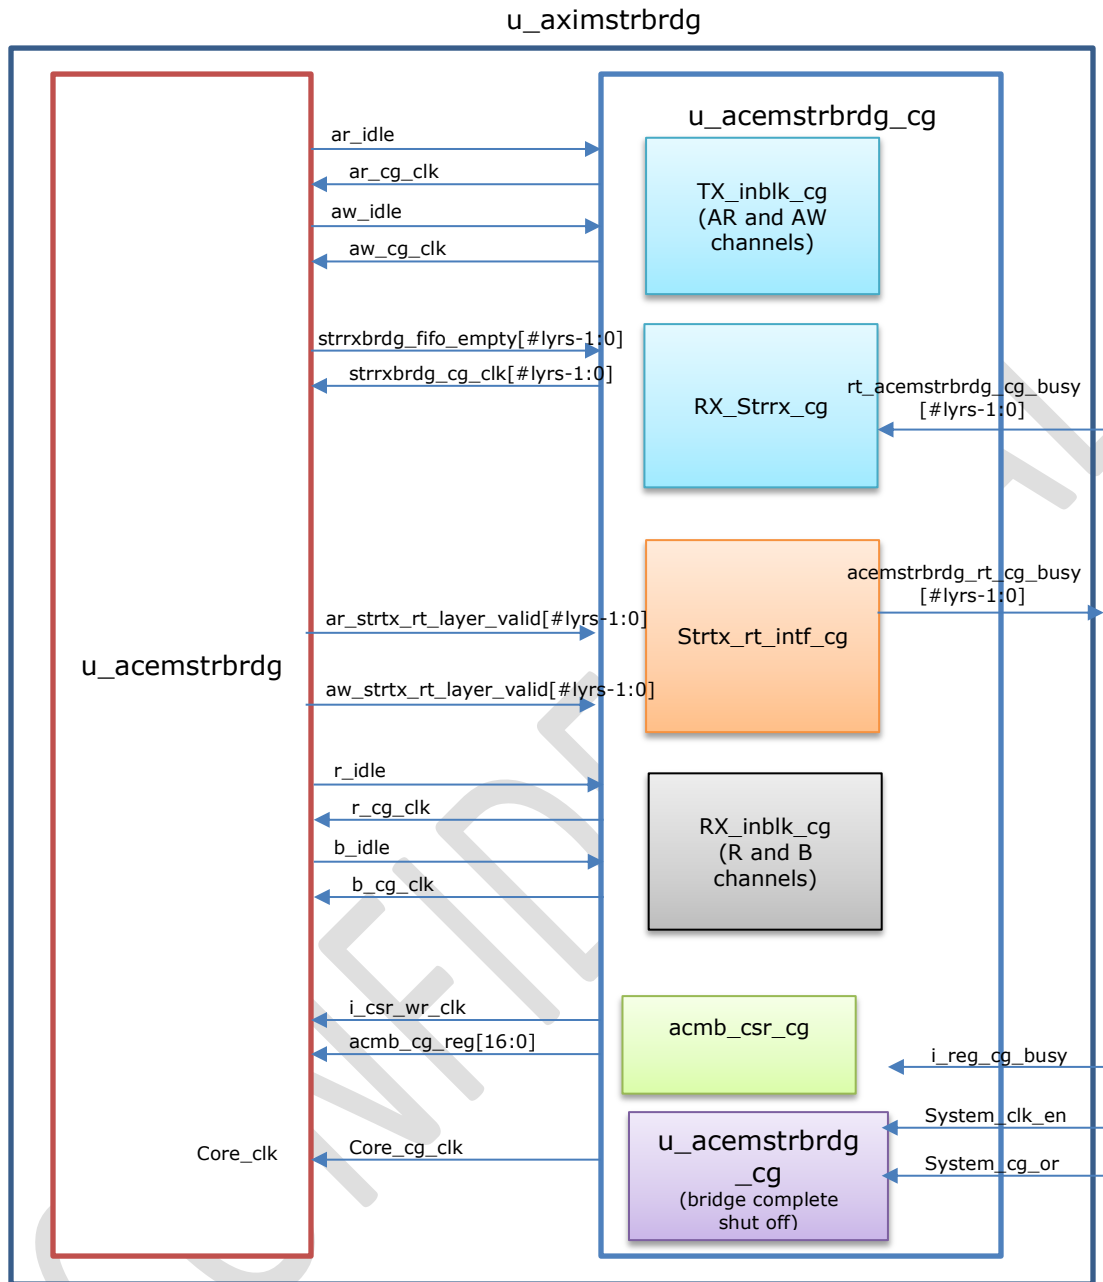 u_aximstrbrdg
u_acemstrbrdg_cg
ar_idle
ar_cg_clk
aw_idle
aw_cg_clk
TX_inblk_cg
(AR and AW
channels)
strrxbrdg_fifo_empty[#lyrs-1:0]
strrxbrdg_cg_clk[#lyrs-1:0]
RX_Strrx_cg
rt_acemstrbrdg_cg_busy
[#lyrs-1:0]
ar_strtx_rt_layer_valid[#lyrs-1:0]
aw_strtx_rt_layer_valid[#lyrs-1:0]
Strtx_rt_intf_cg
acemstrbrdg_rt_cg_busy
[#lyrs-1:0]
u_acemstrbrdg
r_idle
r_cg_clk
b_idle
b_cg_clk
RX_inblk_cg
(R and B
channels)
i_csr_wr_clk
acmb_cg_reg[16:0]
acmb_csr_cg
i_reg_cg_busy
Core_clk
Core_cg_clk
u_acemstrbrdg
_cg
(bridge complete
shut off)
System_clk_en
System_cg_or